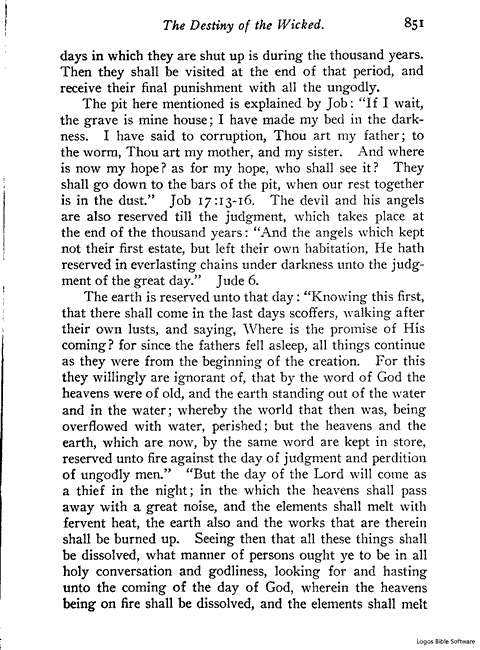 The Destiny of the Wicked. 851
days in which they are shut up is during the thousand years.
Then they shall be visited at the end of that period, and
receive their final punishment with all the ungodly.
The pit here mentioned is explained by Job: "If I wait,
the grave is mine house; I have made my bed in the dark-
ness. I have said to corruption, Thou art my father; to
the worm, Thou art my mother, and my sister. And where
is now my hope? as for my hope, who shall see it? They
shall go down to the bars of the pit, when our rest together
is in the dust." Job 17:13-16. The devil and his angels
are also reserved till the judgment, which takes place at
the end of the thousand years: "And the angels which kept
not their first estate, but left their own habitation, He hath
reserved in everlasting chains under darkness unto the judg-
ment of the great day." Jude 6.
The earth is reserved unto that day: "Knowing this first,
that there shall come in the last days scoffers, walking after
their own lusts, and saying, Where is the promise of His
coming? for since the fathers fell asleep, all things continue
as they were from the beginning of the creation. For this
they willingly are ignorant of, that by the word of God the
heavens were of old, and the earth standing out of the water
and in the water; whereby the world that then was, being
overflowed with water, perished; but the heavens and the
earth, which are now, by the same word are kept in store,
reserved unto fire against the day of judgment and perdition
of ungodly men." "But the day of the Lord will come as
a thief in the night; in the which the heavens shall pass
away with a great noise, and the elements shall melt with
fervent heat, the earth also and the works that are therein
shall be burned up. Seeing then that all these things shall
be dissolved, what manner of persons ought ye to be in all
holy conversation and godliness, looking for and hasting
unto the coming of the day of God, wherein the heavens
being on fire shall be dissolved, and the elements shall melt
Logos Bible Software